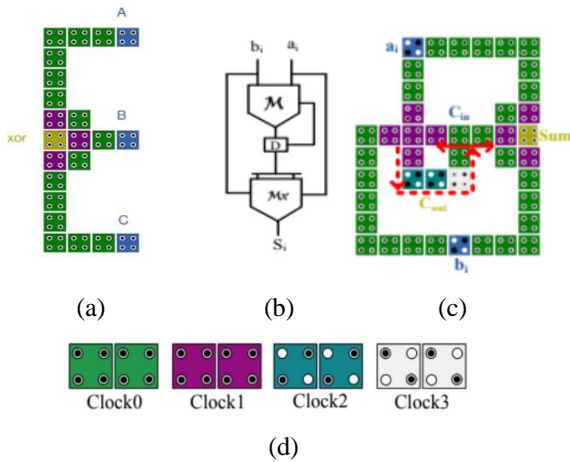 A
B
xor
C
(a)
b_i a_i
M
D
Mx
S_i
(b)
a_i
C_in
Sum
C_out
b_i
(c)
Clock0 Clock1 Clock2 Clock3
(d)